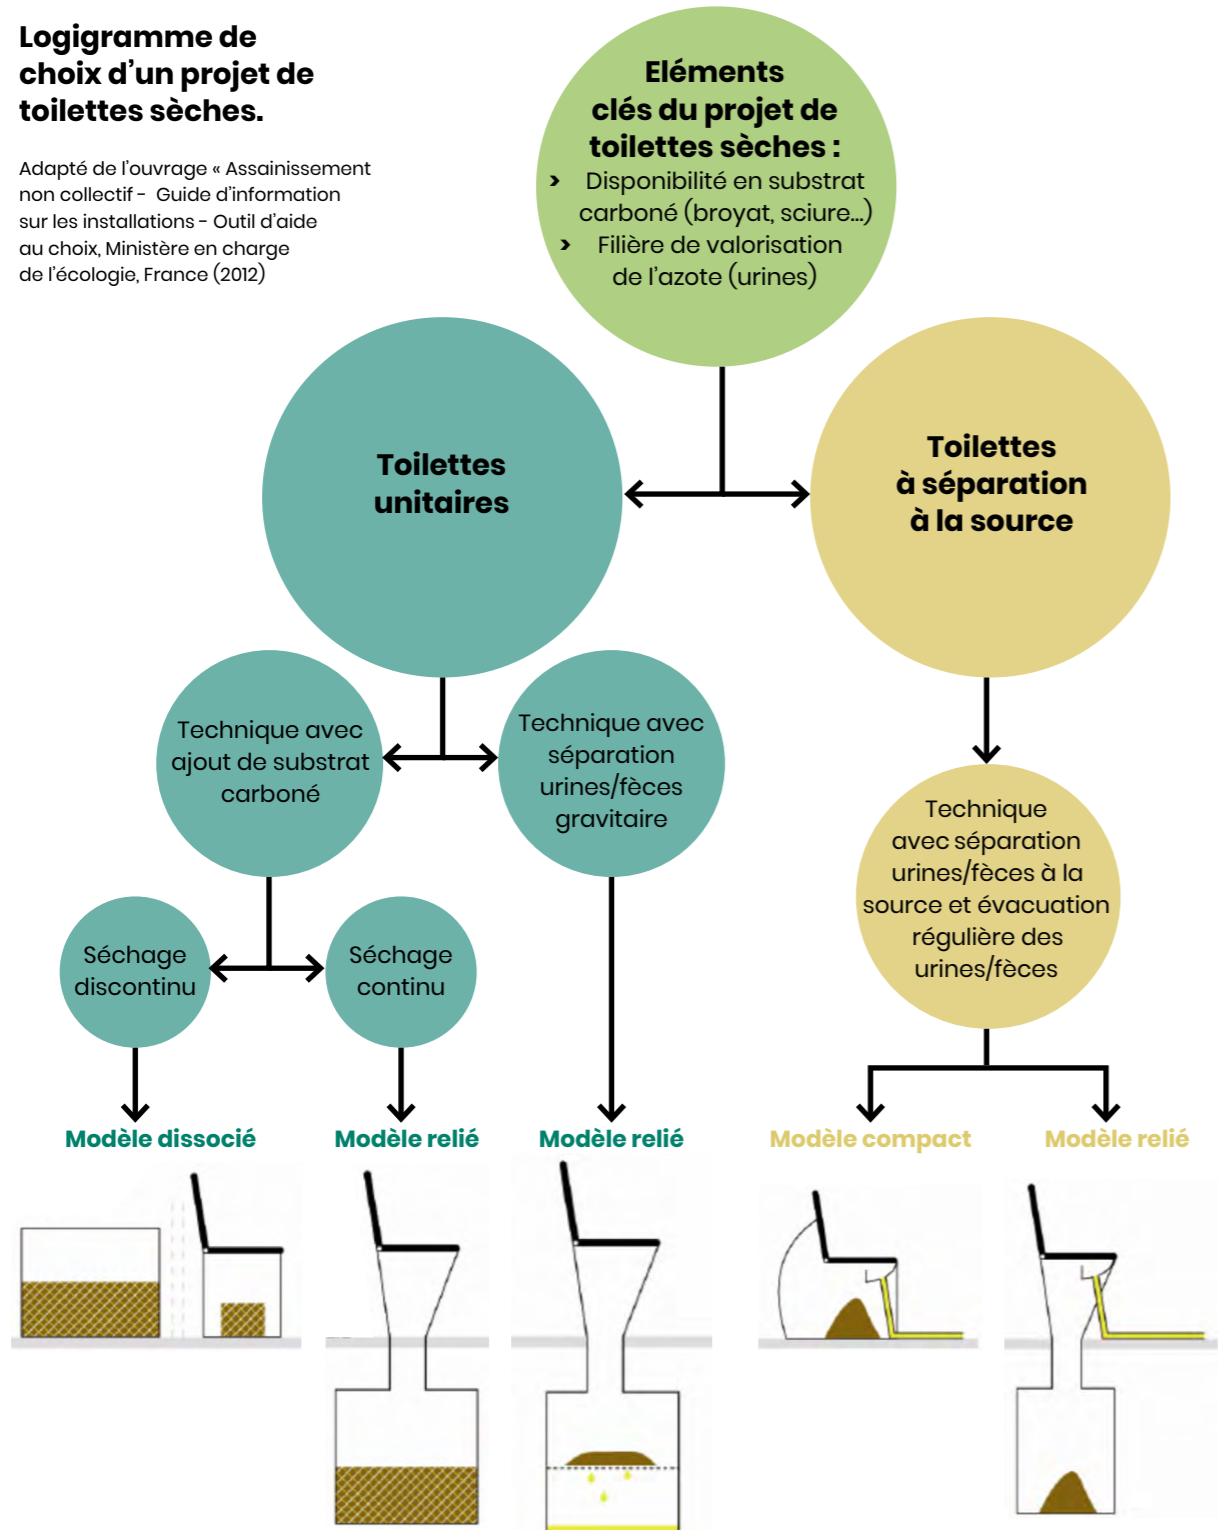 Logigramme de
choix d'un projet de
toilettes sèches.
Adapté de l'ouvrage « Assainissement
non collectif - Guide d'information
sur les installations - Outil d'aide
au choix, Ministère en charge
de l'écologie, France (2012)
Eléments
clés du projet de
toilettes sèches :
> Disponibilité en substrat
carboné (broyat, sciure...)
> Filière de valorisation
de l'azote (urines)
Toilettes
unitaires
Toilettes
à séparation
à la source
Technique avec
ajout de substrat
carboné
Technique avec
séparation
urines/fèces
gravitaire
Technique
avec séparation
urines/fèces à la
source et évacuation
régulière des
urines/fèces
Séchage
discontinu
Séchage
continu
Modèle dissocié
Modèle relié
Modèle relié
Modèle compact
Modèle relié